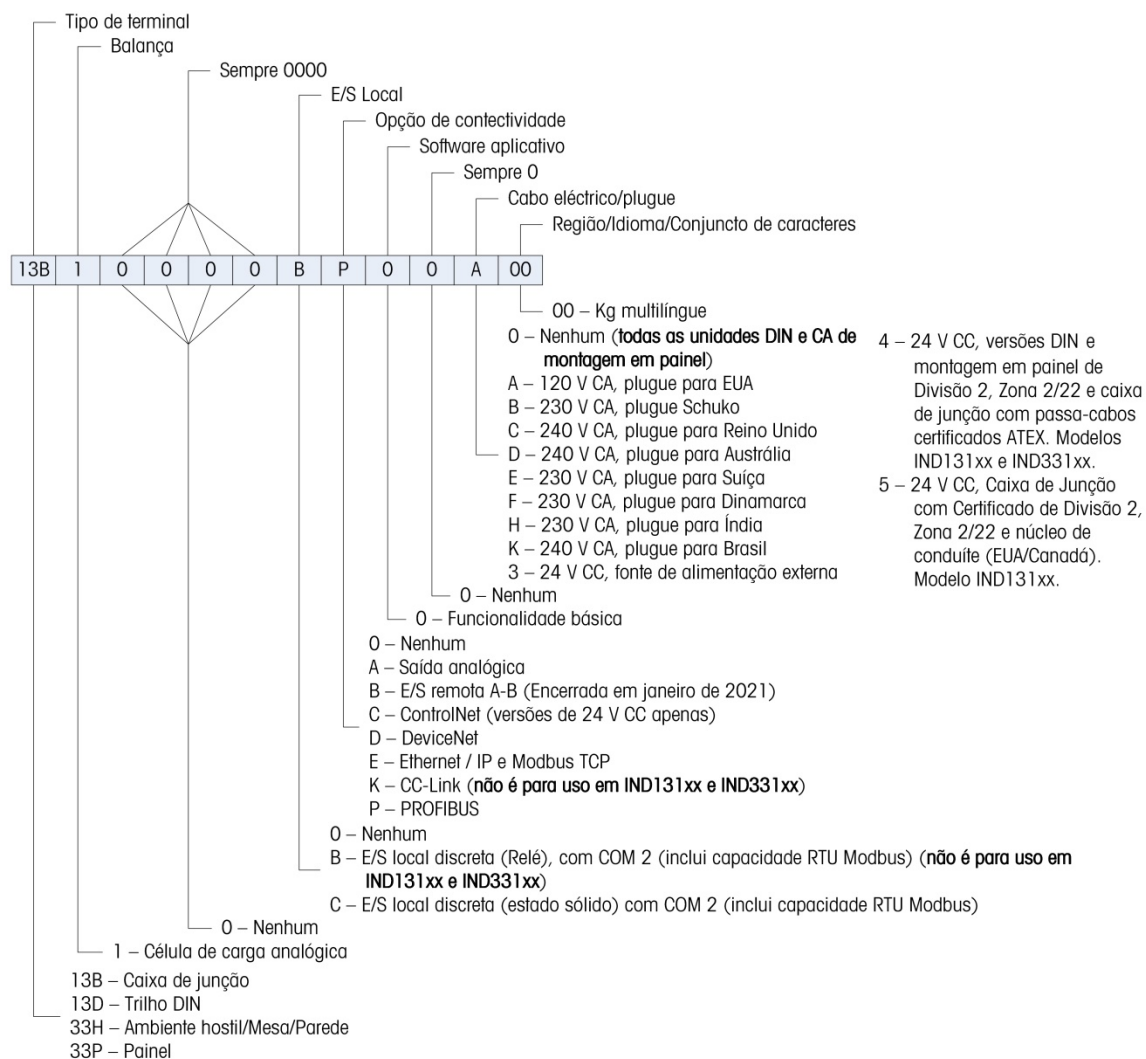 Tipo de terminal
Balança
Sempre 0000
E/S Local
Opção de contectividade
Software aplicativo
Sempre 0
Cabo eléctrico/plugue
Região/Idioma/Conjuncto de caracteres
13B 1 0 0 0 0 B P 0 0 A 00
00 – Kg multilíngue
0 – Nenhum (todas as unidades DIN e CA de
montagem em painel)
A – 120 V CA, plugue para EUA
B – 230 V CA, plugue Schuko
C – 240 V CA, plugue para Reino Unido
D – 240 V CA, plugue para Austrália
E – 230 V CA, plugue para Suíça
F – 230 V CA, plugue para Dinamarca
H – 230 V CA, plugue para Índia
K – 240 V CA, plugue para Brasil
3 – 24 V CC, fonte de alimentação externa
4 – 24 V CC, versões DIN e
montagem em painel de
Divisão 2, Zona 2/22 e caixa
de junção com passa-cabos
certificados ATEX. Modelos
IND131xx e IND331xx.
5 – 24 V CC, Caixa de Junção
com Certificado de Divisão 2,
Zona 2/22 e núcleo de
conduíte (EUA/Canadá).
Modelo IND131xx.
0 – Nenhum
0 – Funcionalidade básica
0 – Nenhum
A – Saída analógica
B – E/S remota A-B (Encerrada em janeiro de 2021)
C – ControlNet (versões de 24 V CC apenas)
D – DeviceNet
E – Ethernet / IP e Modbus TCP
K – CC-Link (não é para uso em IND131xx e IND331xx)
P – PROFIBUS
0 – Nenhum
B – E/S local discreta (Relé), com COM 2 (inclui capacidade RTU Modbus) (não é para uso em
IND131xx e IND331xx)
C – E/S local discreta (estado sólido) com COM 2 (inclui capacidade RTU Modbus)
0 – Nenhum
1 – Célula de carga analógica
13B – Caixa de junção
13D – Trilho DIN
33H – Ambiente hostil/Mesa/Parede
33P – Painel